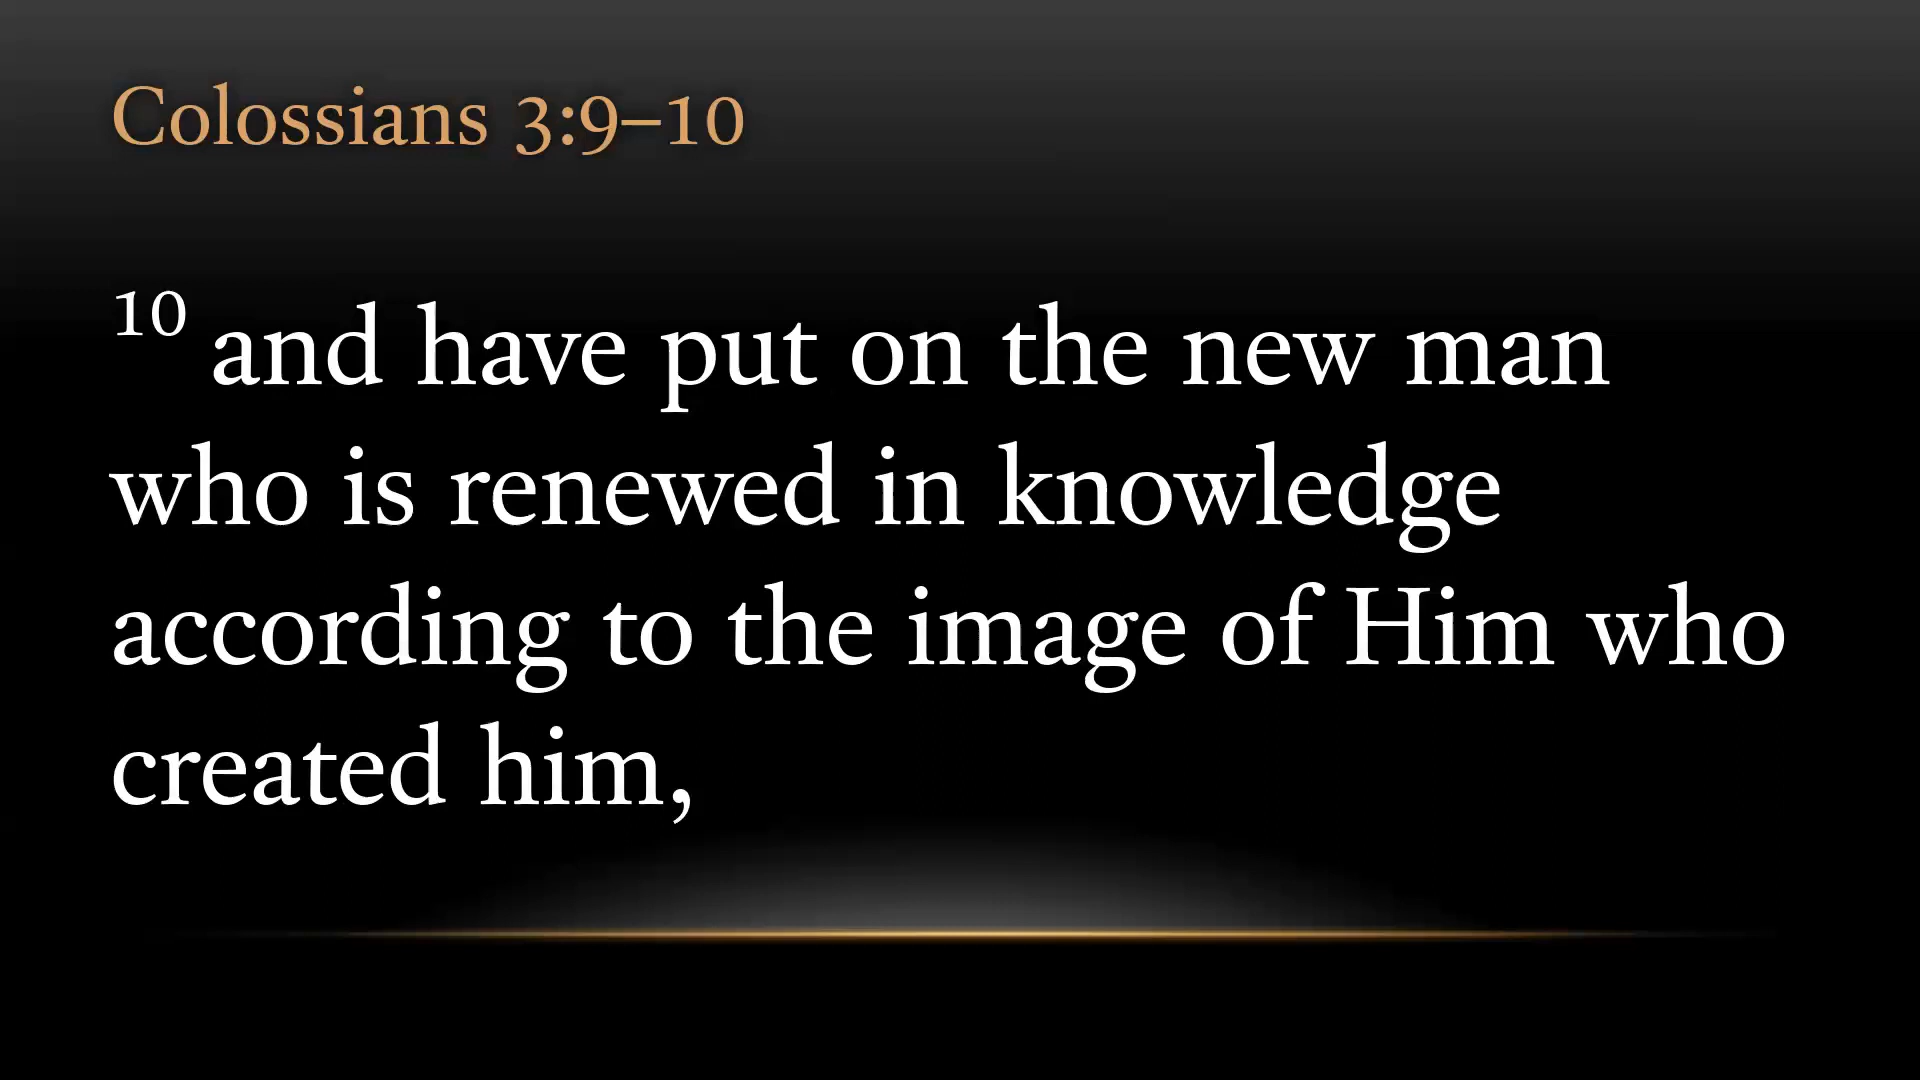 Colossians 3:9–10
10 and have put on the new man
who is renewed in knowledge
according to the image of Him who
created him,